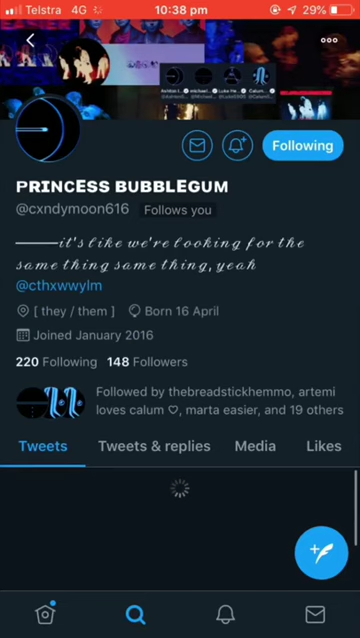 Telstra 4G 10:38 pm 29%
Following
PRINCESS BUBBLEGUM
@cxndymoon616 Follows you
———it's like we're looking for the
same thing same thing, yeah
@cthxwwylm
[ they / them ] Born 16 April
Joined January 2016
220 Following 148 Followers
Followed by thebreadstickhemmo, artemi
loves calum ♡, marta easier, and 19 others
Tweets Tweets & replies Media Likes